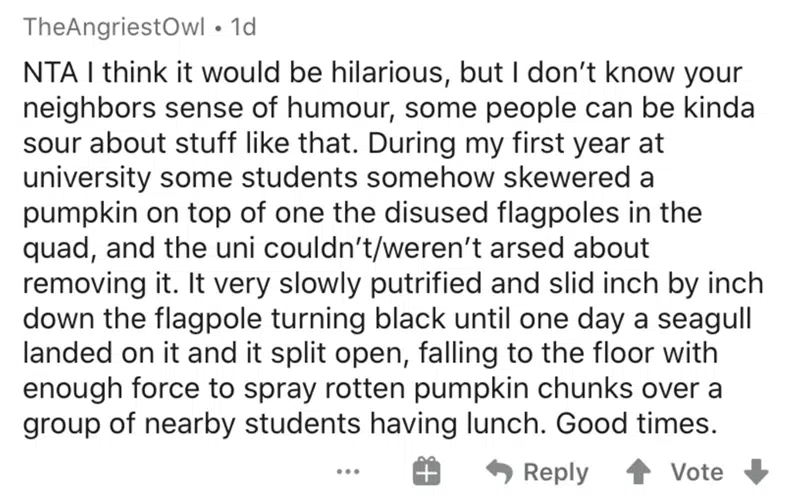 TheAngriestOwl • 1d
NTA I think it would be hilarious, but I don’t know your
neighbors sense of humour, some people can be kinda
sour about stuff like that. During my first year at
university some students somehow skewered a
pumpkin on top of one the disused flagpoles in the
quad, and the uni couldn’t/weren’t arsed about
removing it. It very slowly putrified and slid inch by inch
down the flagpole turning black until one day a seagull
landed on it and it split open, falling to the floor with
enough force to spray rotten pumpkin chunks over a
group of nearby students having lunch. Good times.
Reply Vote